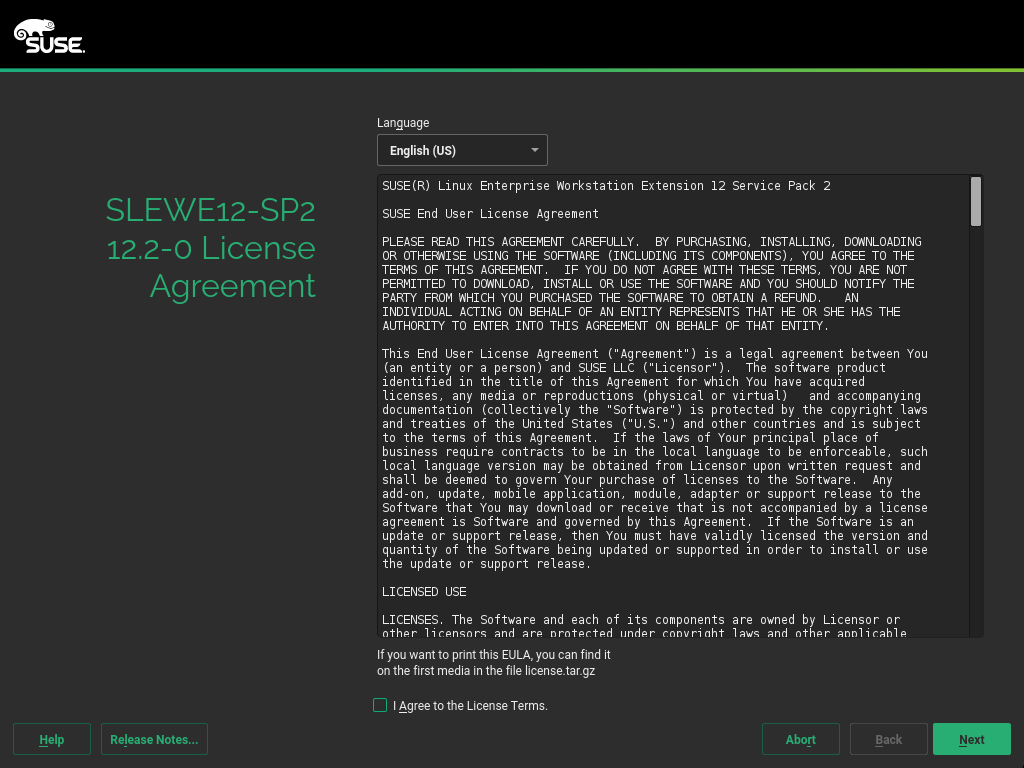 SUSE.
Language
English (US)
SLEWE12-SP2
12.2-0 License
Agreement
SUSE(R) Linux Enterprise Workstation Extension 12 Service Pack 2
SUSE End User License Agreement
PLEASE READ THIS AGREEMENT CAREFULLY.  BY PURCHASING, INSTALLING, DOWNLOADING
OR OTHERWISE USING THE SOFTWARE (INCLUDING ITS COMPONENTS), YOU AGREE TO THE
TERMS OF THIS AGREEMENT.  IF YOU DO NOT AGREE WITH THESE TERMS, YOU ARE NOT
PERMITTED TO DOWNLOAD, INSTALL OR USE THE SOFTWARE AND YOU SHOULD NOTIFY THE
PARTY FROM WHICH YOU PURCHASED THE SOFTWARE TO OBTAIN A REFUND.   AN
INDIVIDUAL ACTING ON BEHALF OF AN ENTITY REPRESENTS THAT HE OR SHE HAS THE
AUTHORITY TO ENTER INTO THIS AGREEMENT ON BEHALF OF THAT ENTITY.
This End User License Agreement ("Agreement") is a legal agreement between You
(an entity or a person) and SUSE LLC ("Licensor").  The software product
identified in the title of this Agreement for which You have acquired
licenses, any media or reproductions (physical or virtual)   and accompanying
documentation (collectively the "Software") is protected by the copyright laws
and treaties of the United States ("U.S.") and other countries and is subject
to the terms of this Agreement.  If the laws of Your principal place of
business require contracts to be in the local language to be enforceable, such
local language version may be obtained from Licensor upon written request and
shall be deemed to govern Your purchase of licenses to the Software.  Any
add-on, update, mobile application, module, adapter or support release to the
Software that You may download or receive that is not accompanied by a license
agreement is Software and governed by this Agreement.  If the Software is an
update or support release, then You must have validly licensed the version and
quantity of the Software being updated or supported in order to install or use
the update or support release.
LICENSED USE
LICENSES. The Software and each of its components are owned by Licensor or
other licensors and are protected under copyright laws and other applicable
If you want to print this EULA, you can find it
on the first media in the file license.tar.gz
I Agree to the License Terms.
Help
Release Notes...
Abort
Back
Next